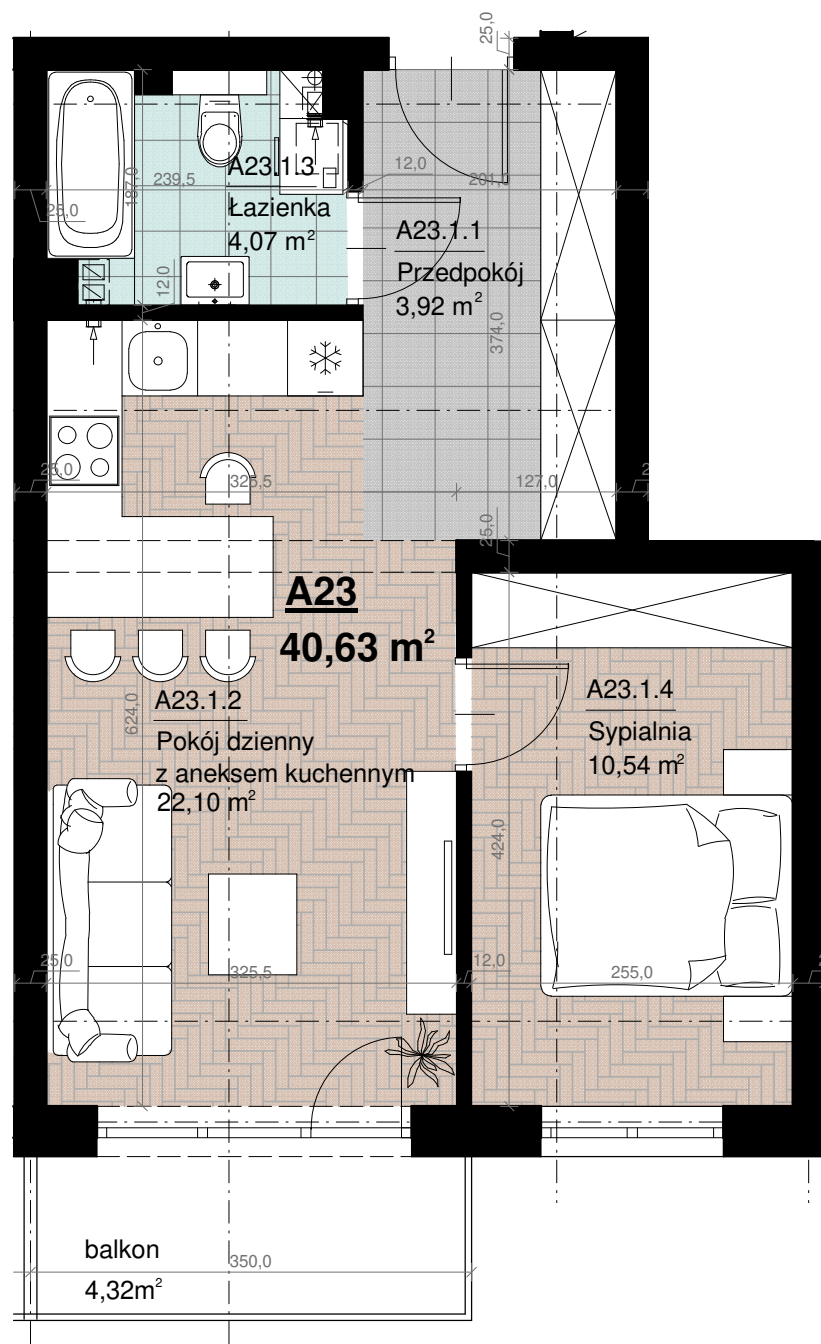 25,0
A23.1.3
239,5
187,0
12,0
201,0
25,0
Łazienka
4,07 m²
A23.1.1
Przedpokój
3,92 m²
12,0
374,0
25,0
325,5
127,0
25,0
A23
40,63 m²
A23.1.2
624,0
Pokój dzienny
z aneksem kuchennym
22,10 m²
A23.1.4
Sypialnia
10,54 m²
424,0
25,0
325,5
12,0
255,0
balkon
4,32m²
350,0